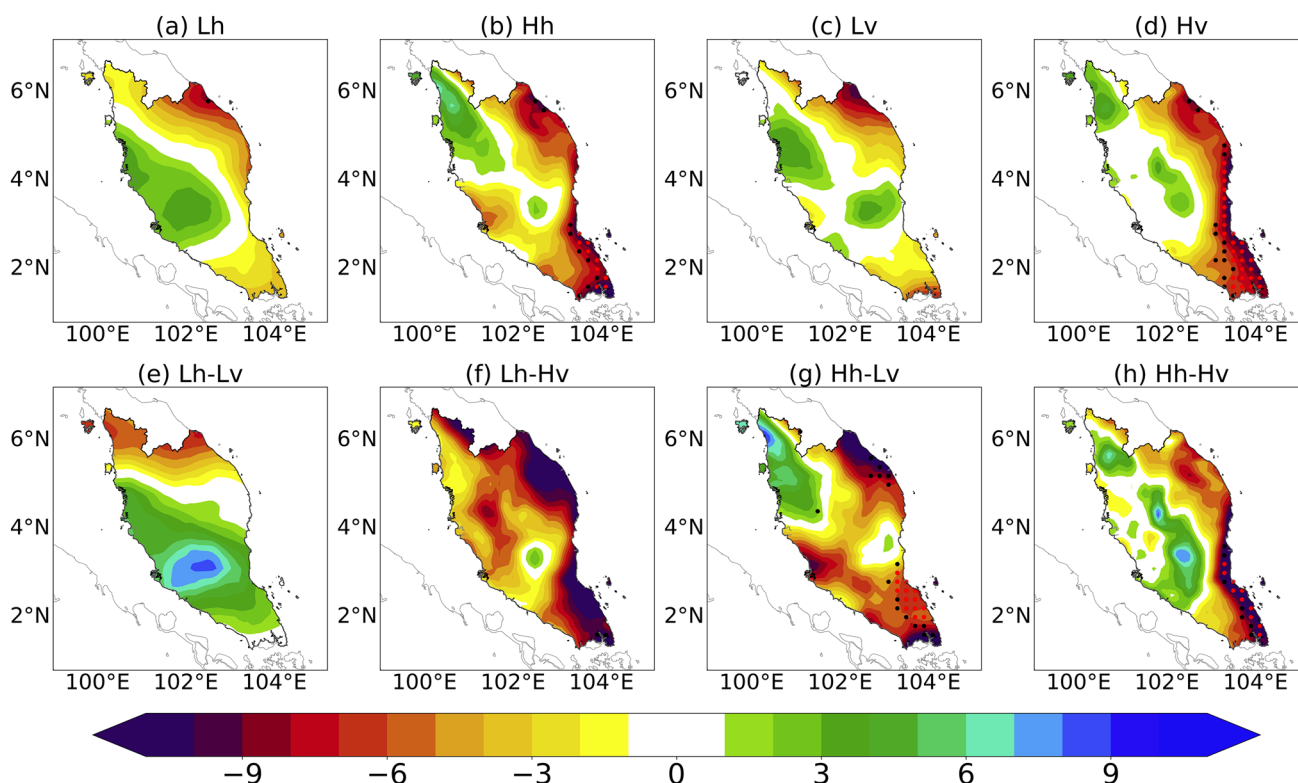 (a) Lh (b) Hh (c) Lv (d) Hv
6°N 6°N 6°N 6°N
4°N 4°N 4°N 4°N
2°N 2°N 2°N 2°N
100°E 102°E 104°E 100°E 102°E 104°E 100°E 102°E 104°E 100°E 102°E 104°E
(e) Lh-Lv (f) Lh-Hv (g) Hh-Lv (h) Hh-Hv
6°N 6°N 6°N 6°N
4°N 4°N 4°N 4°N
2°N 2°N 2°N 2°N
100°E 102°E 104°E 100°E 102°E 104°E 100°E 102°E 104°E 100°E 102°E 104°E
−9 −6 −3 0 3 6 9